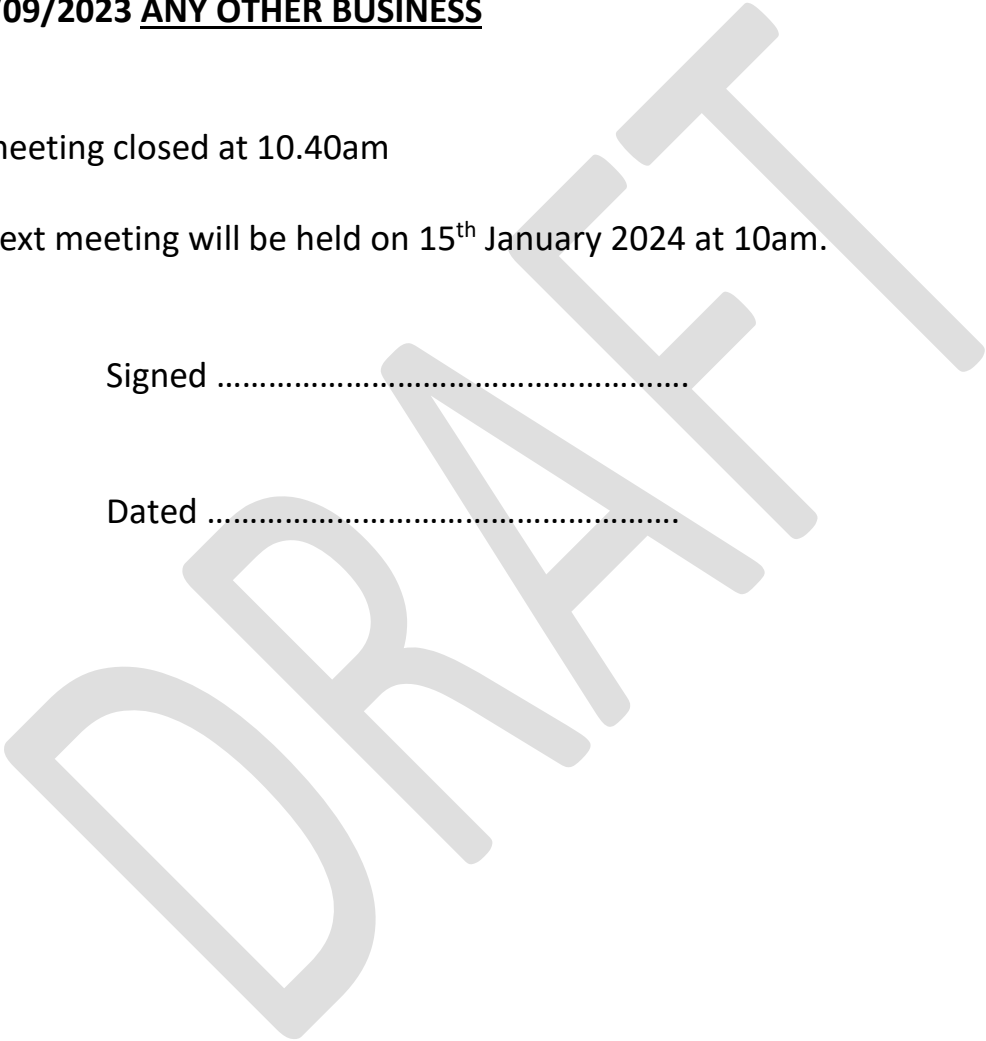 /09/2023 ANY OTHER BUSINESS
meeting closed at 10.40am
ext meeting will be held on 15th January 2024 at 10am.
Signed ……………………………………………….
Dated ……………………………………………….
DRAFT